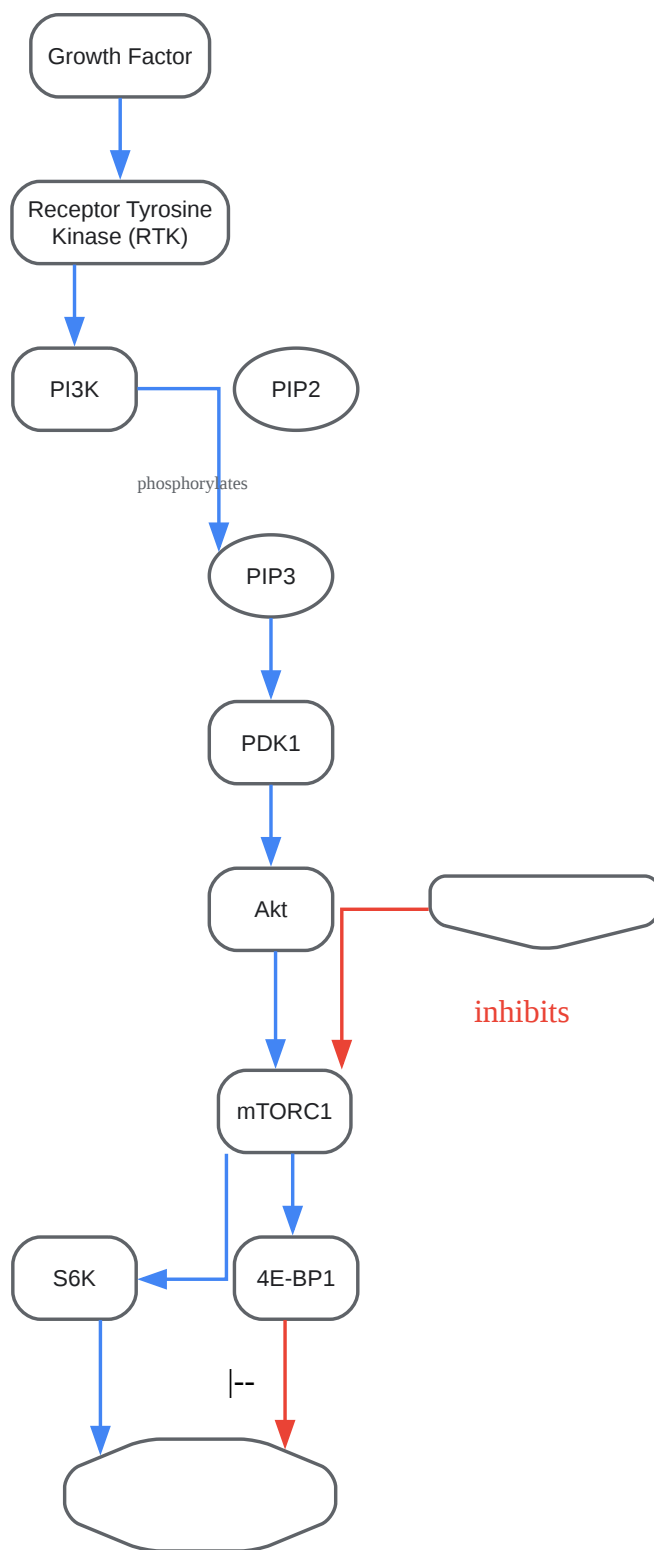 Growth Factor
Receptor Tyrosine
Kinase (RTK)
PI3K
PIP2
phosphorylates
PIP3
PDK1
Akt
inhibits
mTORC1
S6K
4E-BP1
|--